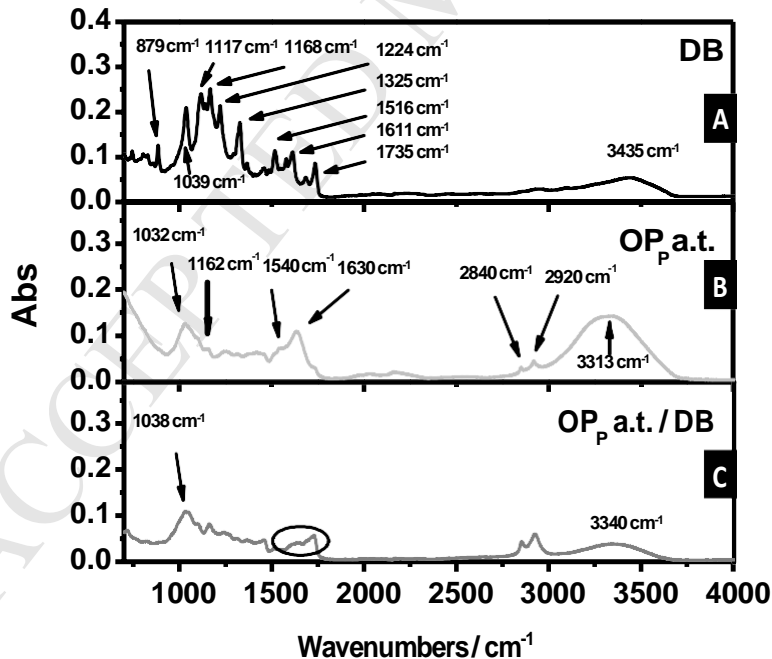 ACCEPTED M
Abs
0.4
0.3
0.2
0.1
0.0
879 cm⁻¹
1117 cm⁻¹
1168 cm⁻¹
1224 cm⁻¹
1325 cm⁻¹
1516 cm⁻¹
1611 cm⁻¹
1735 cm⁻¹
1039 cm⁻¹
3435 cm⁻¹
DB
A
0.3
0.2
0.1
0.0
1032 cm⁻¹
1162 cm⁻¹
1540 cm⁻¹
1630 cm⁻¹
2840 cm⁻¹
2920 cm⁻¹
3313 cm⁻¹
OPₚ a.t.
B
0.3
0.2
0.1
0.0
1038 cm⁻¹
3340 cm⁻¹
OPₚ a.t. / DB
C
1000 1500 2000 2500 3000 3500 4000
Wavenumbers / cm⁻¹